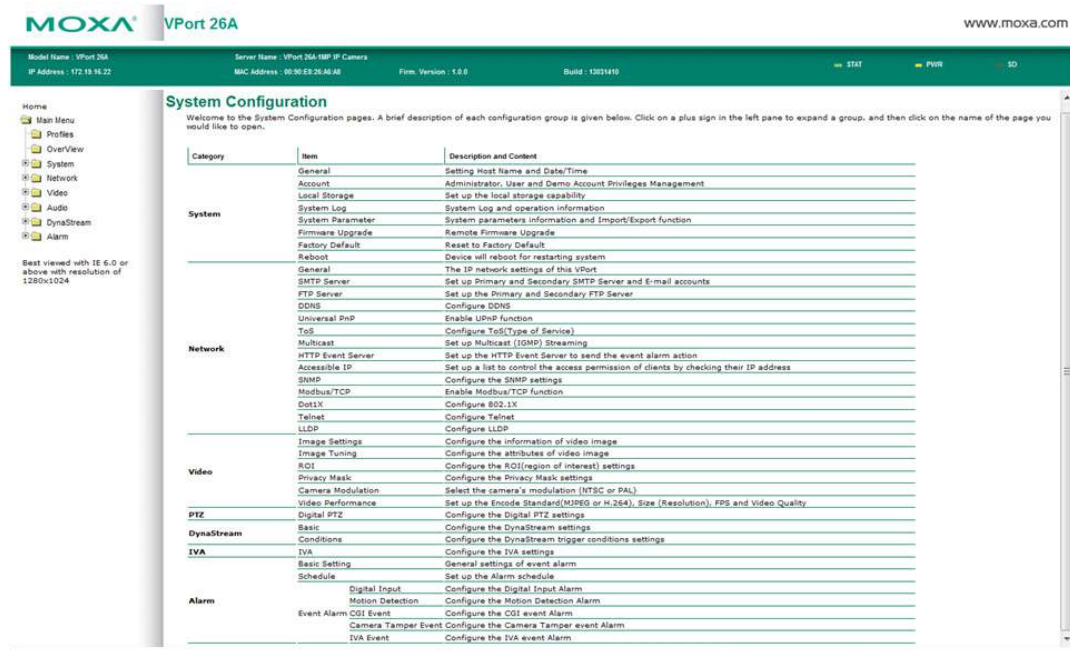 MOXA
VPort 26A
www.moxa.com
Model Name : VPort 26A
Server Name : VPort 26A-1MP IP Camera
IP Address : 172.19.16.22
MAC Address : 00:90:E8:26:A6:A8
Firm. Version : 1.0.0
Build : 13031410
STAT
PWR
SD
Home
Main Menu
Profiles
OverView
System
Network
Video
Audio
DynaStream
Alarm
Best viewed with IE 6.0 or
above with resolution of
1280x1024
System Configuration
Welcome to the System Configuration pages. A brief description of each configuration group is given below. Click on a plus sign in the left pane to expand a group, and then click on the name of the page you
would like to open.
Category Item Description and Content
System
General Setting Host Name and Date/Time
Account Administrator, User and Demo Account Privileges Management
Local Storage Set up the local storage capability
System Log System Log and operation information
System Parameter System parameters information and Import/Export function
Firmware Upgrade Remote Firmware Upgrade
Factory Default Reset to Factory Default
Reboot Device will reboot for restarting system
Network
General The IP network settings of this VPort
SMTP Server Set up Primary and Secondary SMTP Server and E-mail accounts
FTP Server Set up the Primary and Secondary FTP Server
DDNS Configure DDNS
Universal PnP Enable UPnP function
ToS Configure ToS(Type of Service)
Multicast Set up Multicast (IGMP) Streaming
HTTP Event Server Set up the HTTP Event Server to send the event alarm action
Accessible IP Set up a list to control the access permission of clients by checking their IP address
SNMP Configure the SNMP settings
Modbus/TCP Enable Modbus/TCP function
Dot1X Configure 802.1X
Telnet Configure Telnet
LLDP Configure LLDP
Video
Image Settings Configure the information of video image
Image Tuning Configure the attributes of video image
ROI Configure the ROI(region of interest) settings
Privacy Mask Configure the Privacy Mask settings
Camera Modulation Select the camera's modulation (NTSC or PAL)
Video Performance Set up the Encode Standard(MJPEG or H.264), Size (Resolution), FPS and Video Quality
PTZ Digital PTZ Configure the Digital PTZ settings
DynaStream
Basic Configure the DynaStream settings
Conditions Configure the DynaStream trigger conditions settings
IVA IVA Configure the IVA settings
Alarm
Basic Setting General settings of event alarm
Schedule Set up the Alarm schedule
Event Alarm
Digital Input Configure the Digital Input Alarm
Motion Detection Configure the Motion Detection Alarm
CGI Event Configure the CGI event Alarm
Camera Tamper Event Configure the Camera Tamper event Alarm
IVA Event Configure the IVA event Alarm